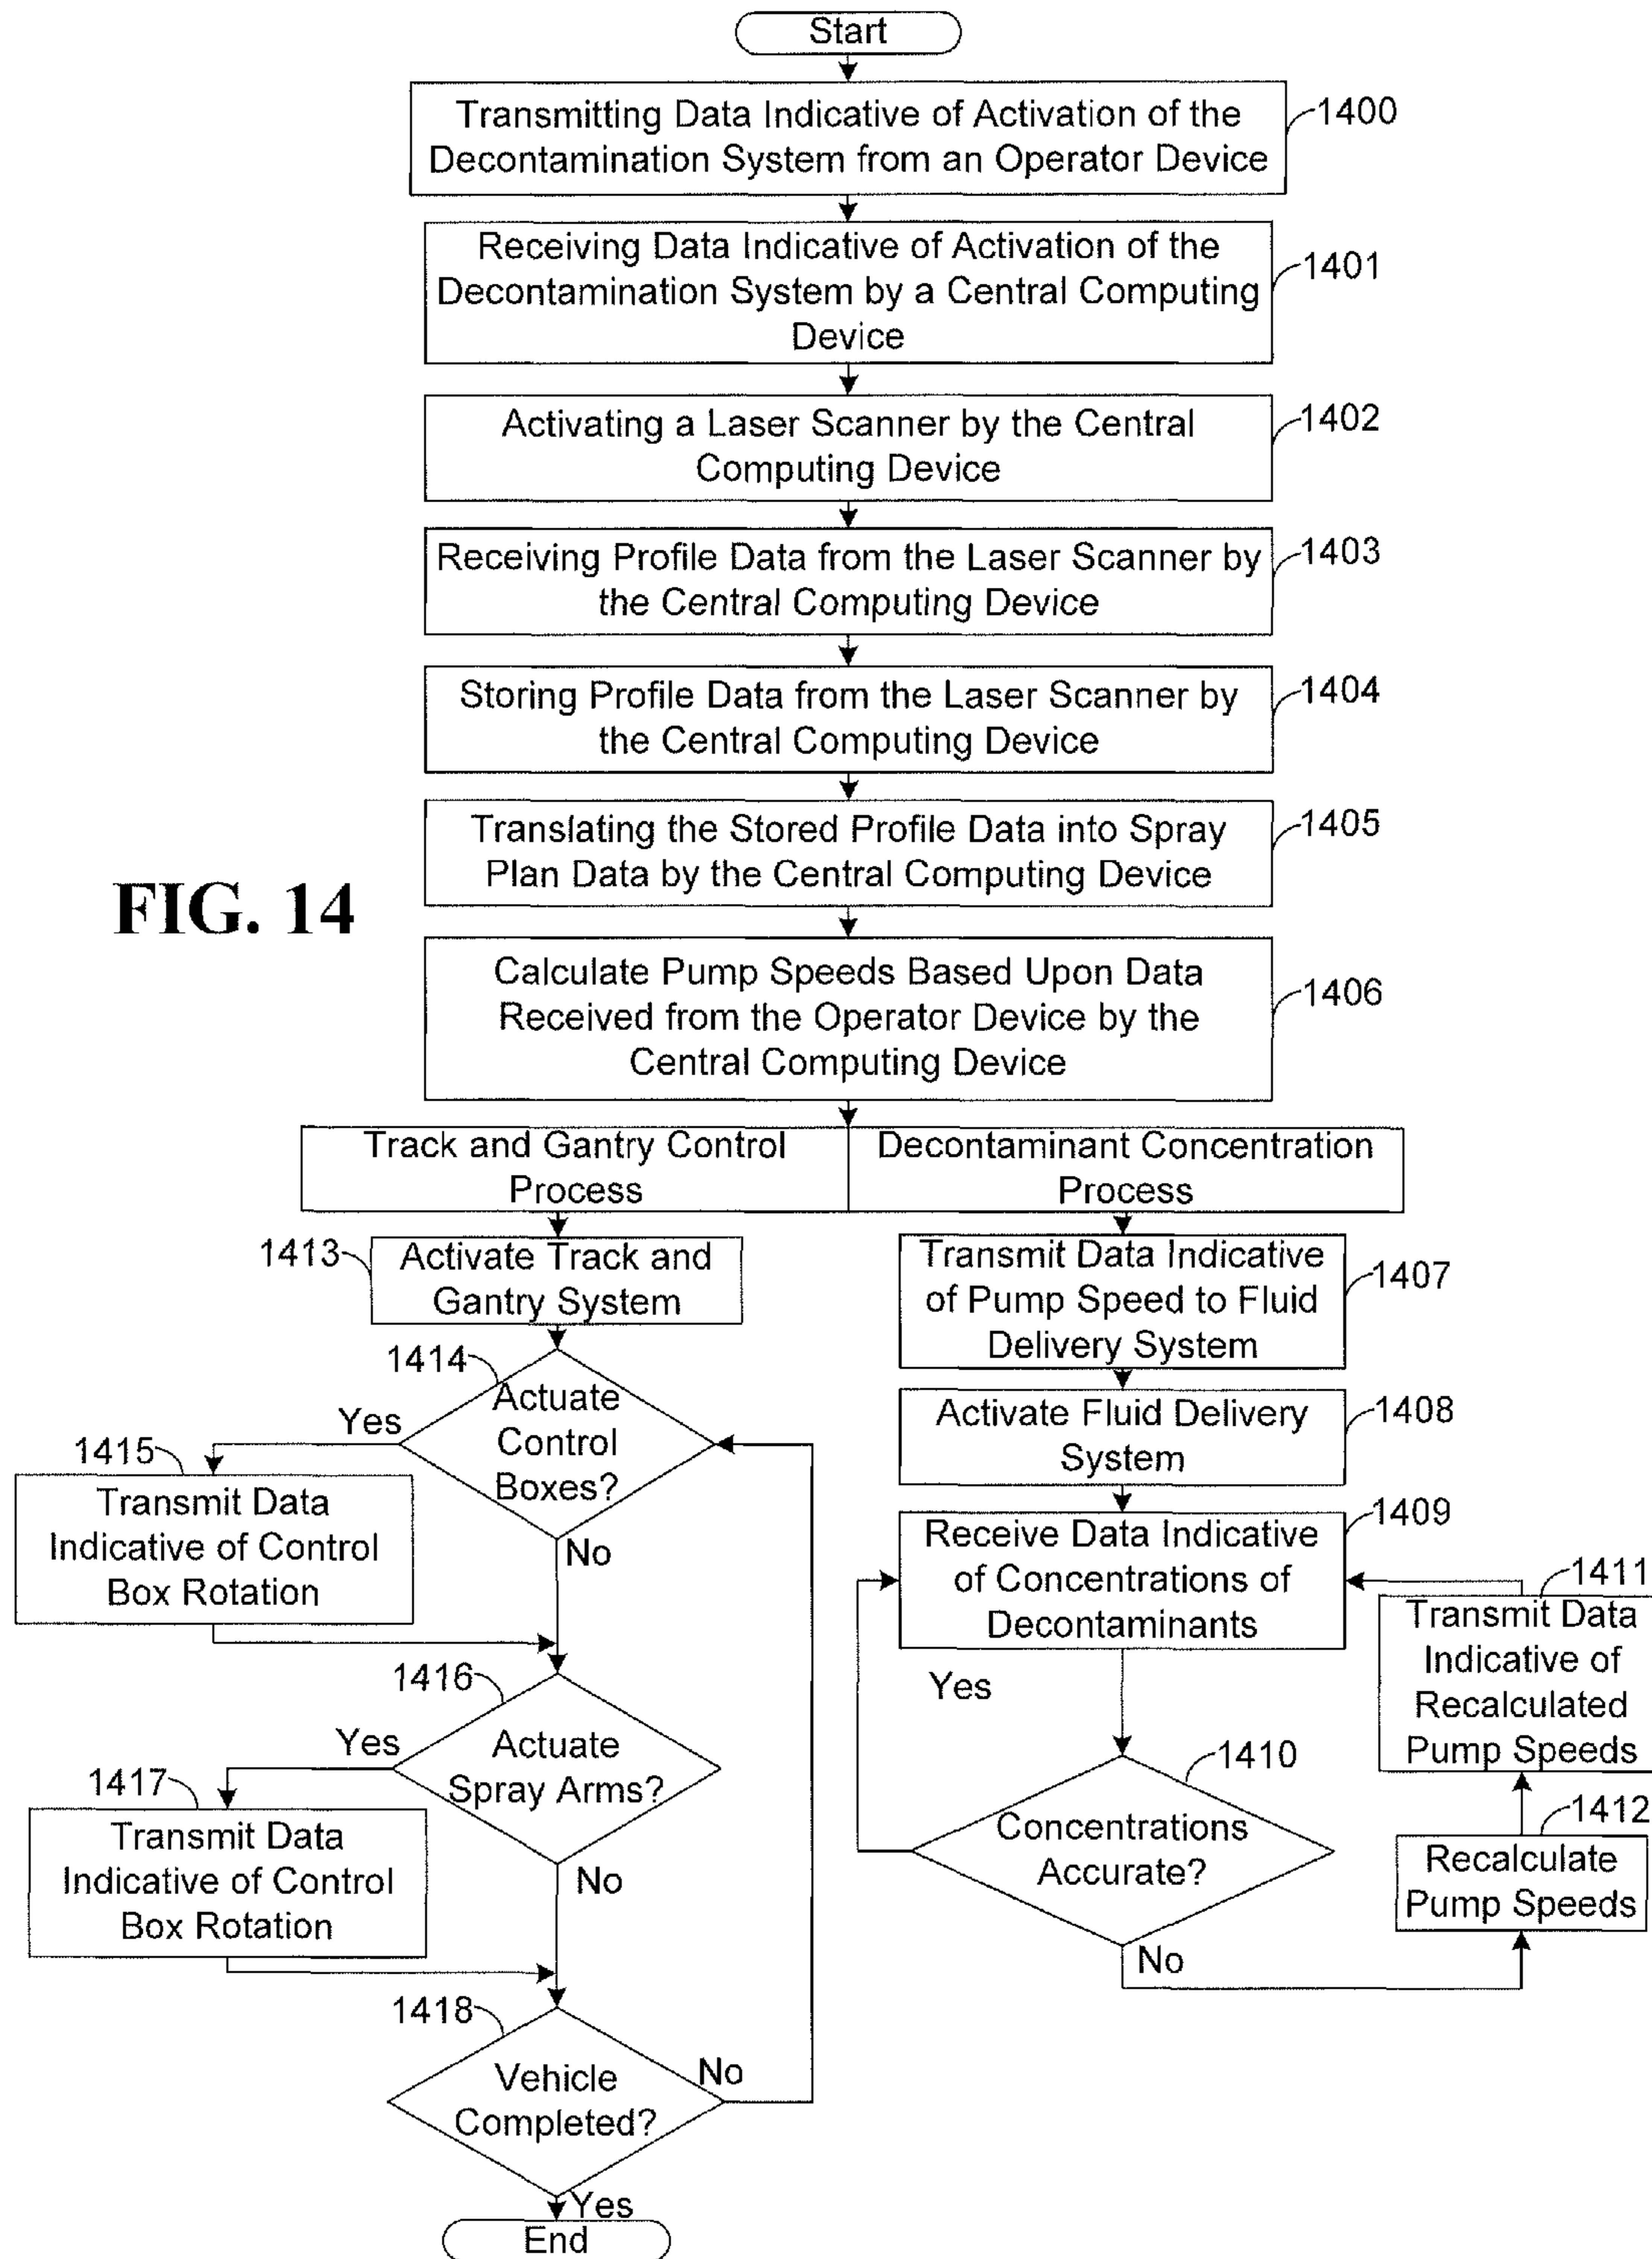 Start
Transmitting Data Indicative of Activation of the
Decontamination System from an Operator Device
1400
Receiving Data Indicative of Activation of the
Decontamination System by a Central Computing
Device
1401
Activating a Laser Scanner by the Central
Computing Device
1402
Receiving Profile Data from the Laser Scanner by
the Central Computing Device
1403
Storing Profile Data from the Laser Scanner by
the Central Computing Device
1404
Translating the Stored Profile Data into Spray
Plan Data by the Central Computing Device
1405
FIG. 14
Calculate Pump Speeds Based Upon Data
Received from the Operator Device by the
Central Computing Device
1406
Track and Gantry Control
Process
Decontaminant Concentration
Process
1413
Activate Track and
Gantry System
1414
Actuate
Control
Boxes?
Yes
No
1415
Transmit Data
Indicative of Control
Box Rotation
1416
Actuate
Spray Arms?
Yes
No
1417
Transmit Data
Indicative of Control
Box Rotation
1418
Vehicle
Completed?
No
Yes
End
Transmit Data Indicative
of Pump Speed to Fluid
Delivery System
1407
Activate Fluid Delivery
System
1408
Receive Data Indicative
of Concentrations of
Decontaminants
1409
Yes
1410
Concentrations
Accurate?
No
1411
Transmit Data
Indicative of
Recalculated
Pump Speeds
1412
Recalculate
Pump Speeds